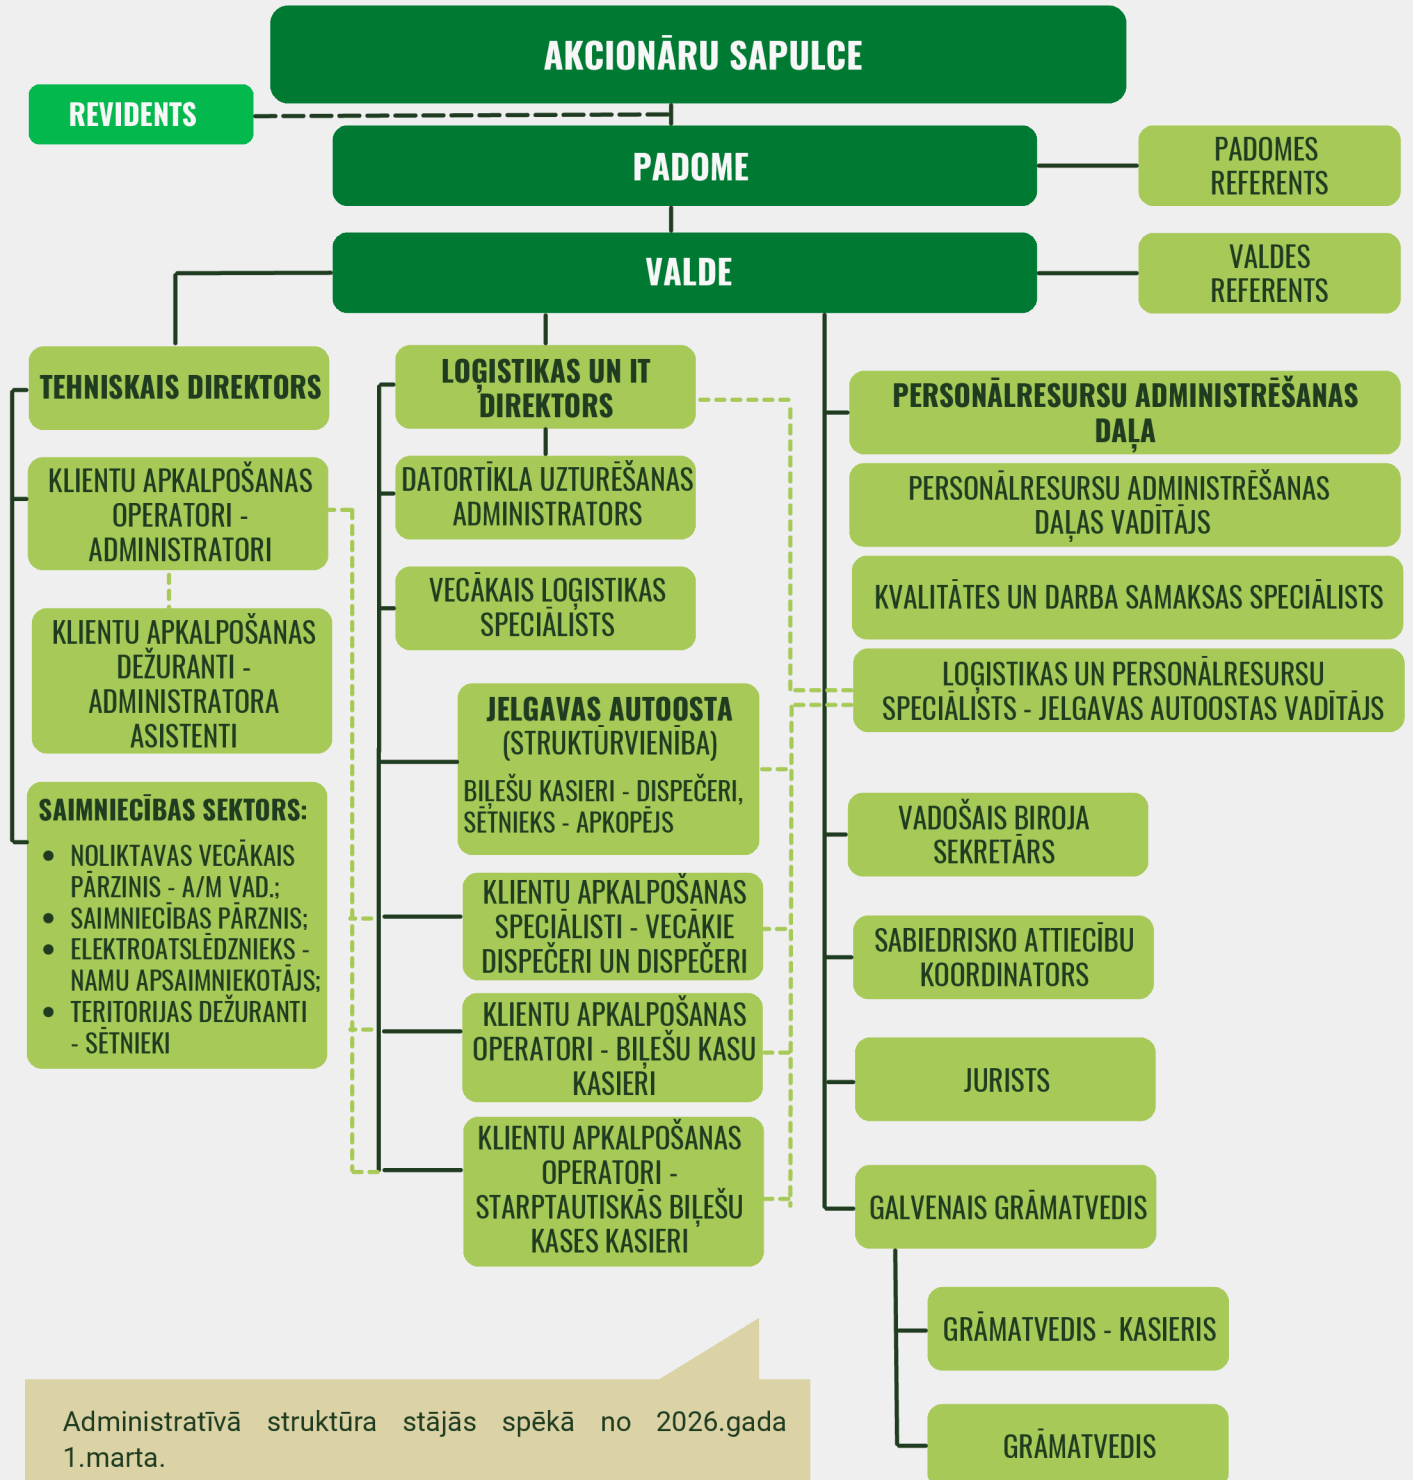 AKCIONĀRU SAPULCE
REVIDENTS
PADOME
PADOMES
REFERENTS
VALDE
VALDES
REFERENTS
TEHNISKAIS DIREKTORS
KLIENTU APKALPOŠANAS
OPERATORI -
ADMINISTRATORI
KLIENTU APKALPOŠANAS
DEŽURANTI -
ADMINISTRATORA
ASISTENTI
SAIMNIECĪBAS SEKTORS:
• NOLIKTAVAS VECĀKAIS
PĀRZINIS - A/M VAD.;
• SAIMNIECĪBAS PĀRZNIS;
• ELEKTROATSLĒDZNIEKS -
NAMU APSAIMNIEKOTĀJS;
• TERITORIJAS DEŽURANTI
- SĒTNIEKI
LOĢISTIKAS UN IT
DIREKTORS
DATORTĪKLA UZTURĒŠANAS
ADMINISTRATORS
VECĀKAIS LOĢISTIKAS
SPECIĀLISTS
JELGAVAS AUTOOSTA
(STRUKTŪRVIENĪBA)
BIĻEŠU KASIERI - DISPEČERI,
SĒTNIEKS - APKOPĒJS
KLIENTU APKALPOŠANAS
SPECIĀLISTI - VECĀKIE
DISPEČERI UN DISPEČERI
KLIENTU APKALPOŠANAS
OPERATORI - BIĻEŠU KASU
KASIERI
KLIENTU APKALPOŠANAS
OPERATORI -
STARPTAUTISKĀS BIĻEŠU
KASES KASIERI
PERSONĀLRESURSU ADMINISTRĒŠANAS
DAĻA
PERSONĀLRESURSU ADMINISTRĒŠANAS
DAĻAS VADĪTĀJS
KVALITĀTES UN DARBA SAMAKSAS SPECIĀLISTS
LOĢISTIKAS UN PERSONĀLRESURSU
SPECIĀLISTS - JELGAVAS AUTOOSTAS VADĪTĀJS
VADOŠAIS BIROJA
SEKRETĀRS
SABIEDRISKO ATTIECĪBU
KOORDINATORS
JURISTS
GALVENAIS GRĀMATVEDIS
GRĀMATVEDIS - KASIERIS
GRĀMATVEDIS
Administratīvā struktūra stājās spēkā no 2026.gada
1.marta.